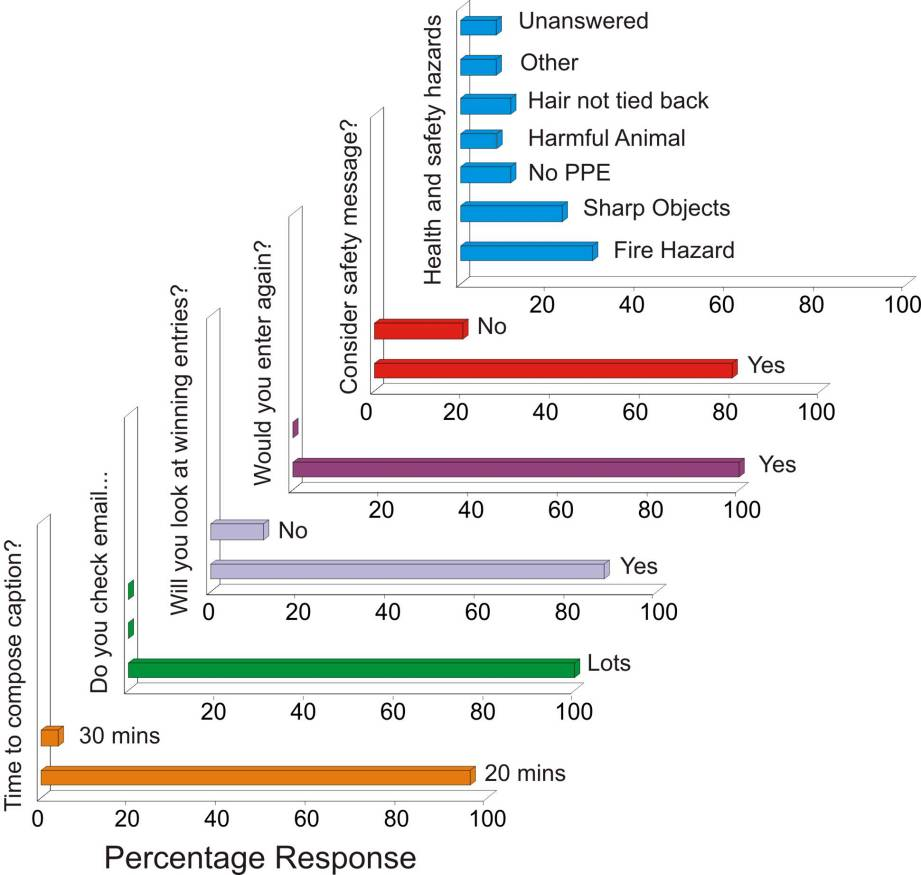 Health and safety hazards
Unanswered
Other
Hair not tied back
Harmful Animal
No PPE
Sharp Objects
Fire Hazard
20 40 60 80 100
Consider safety message?
No
Yes
0 20 40 60 80 100
Would you enter again?
Yes
20 40 60 80 100
Will you look at winning entries?
No
Yes
0 20 40 60 80 100
Do you check email...
Lots
20 40 60 80 100
Time to compose caption?
30 mins
20 mins
0 20 40 60 80 100
Percentage Response